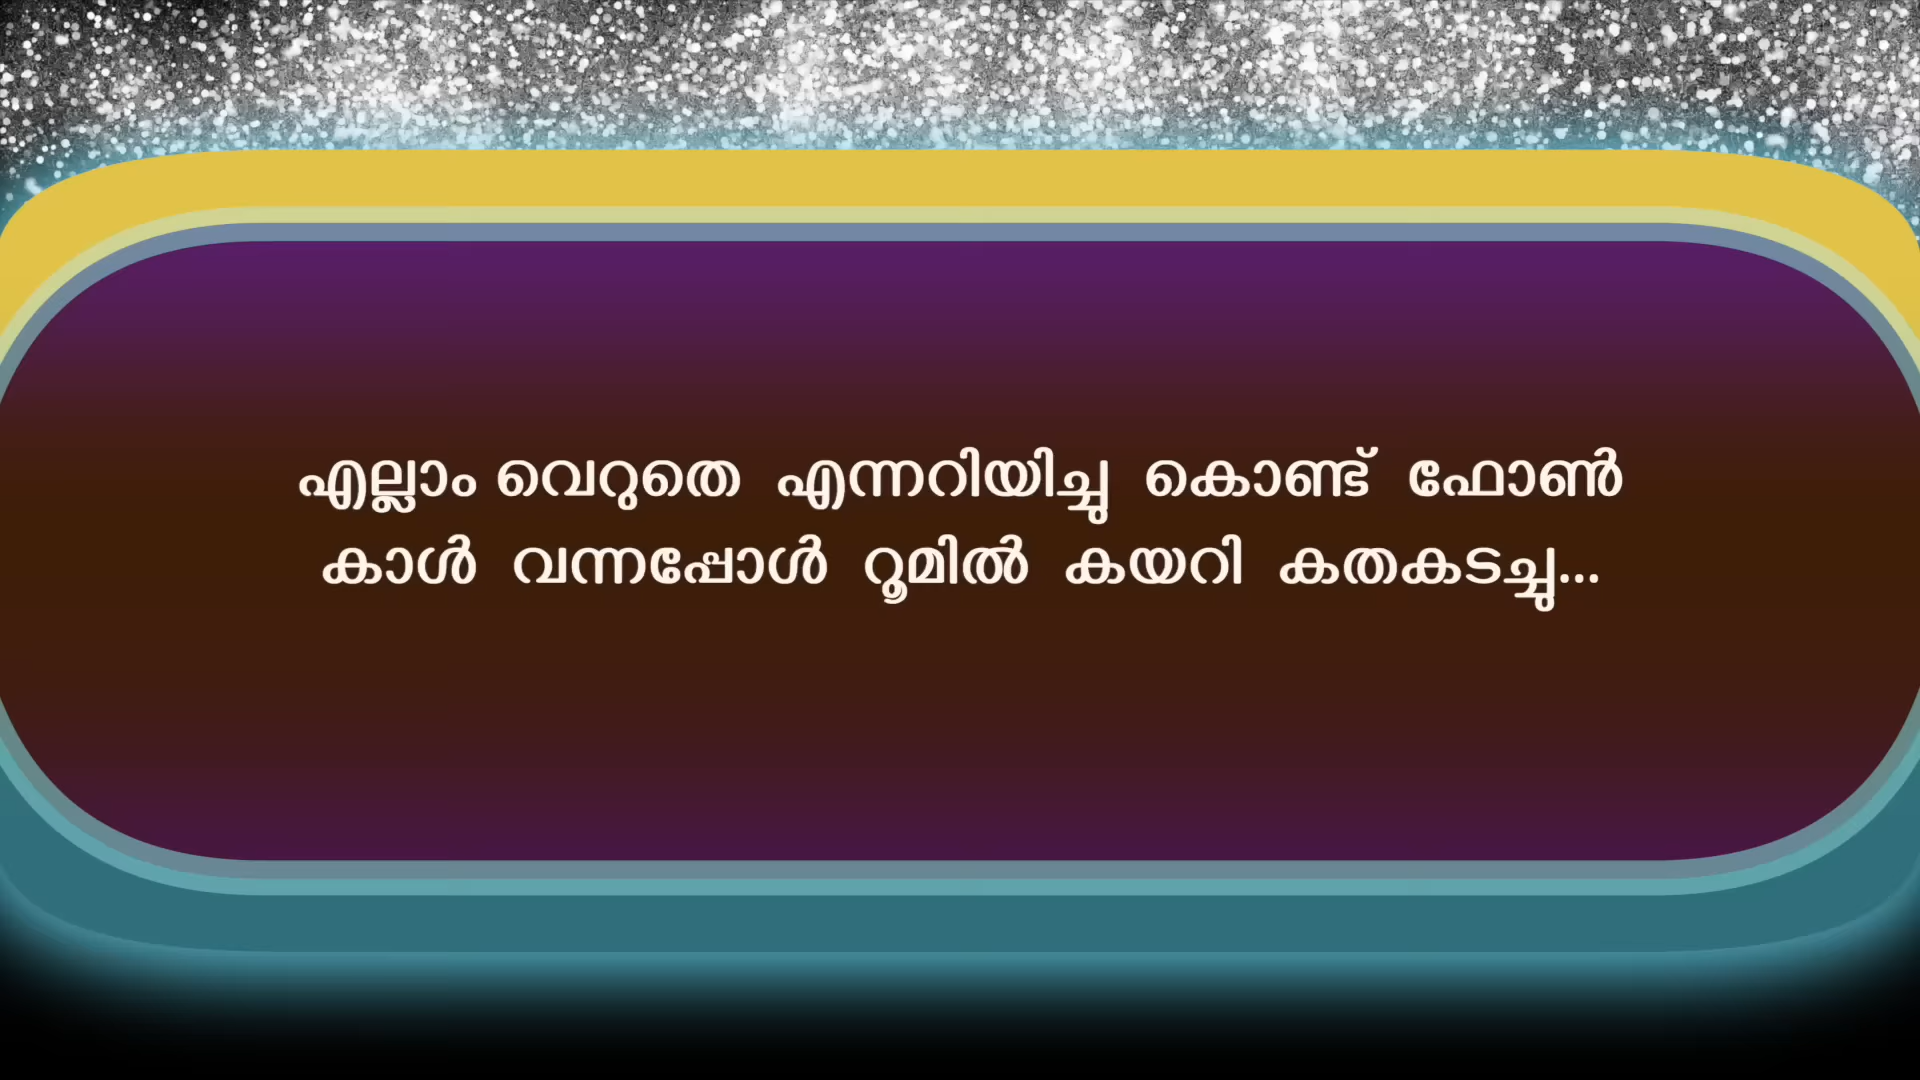 എല്ലാം വെറുതെ എന്നറിയിച്ചു കൊണ്ട് ഫോൺ
കാൾ വന്നപ്പോൾ റൂമിൽ കയറി കതകടച്ചു...